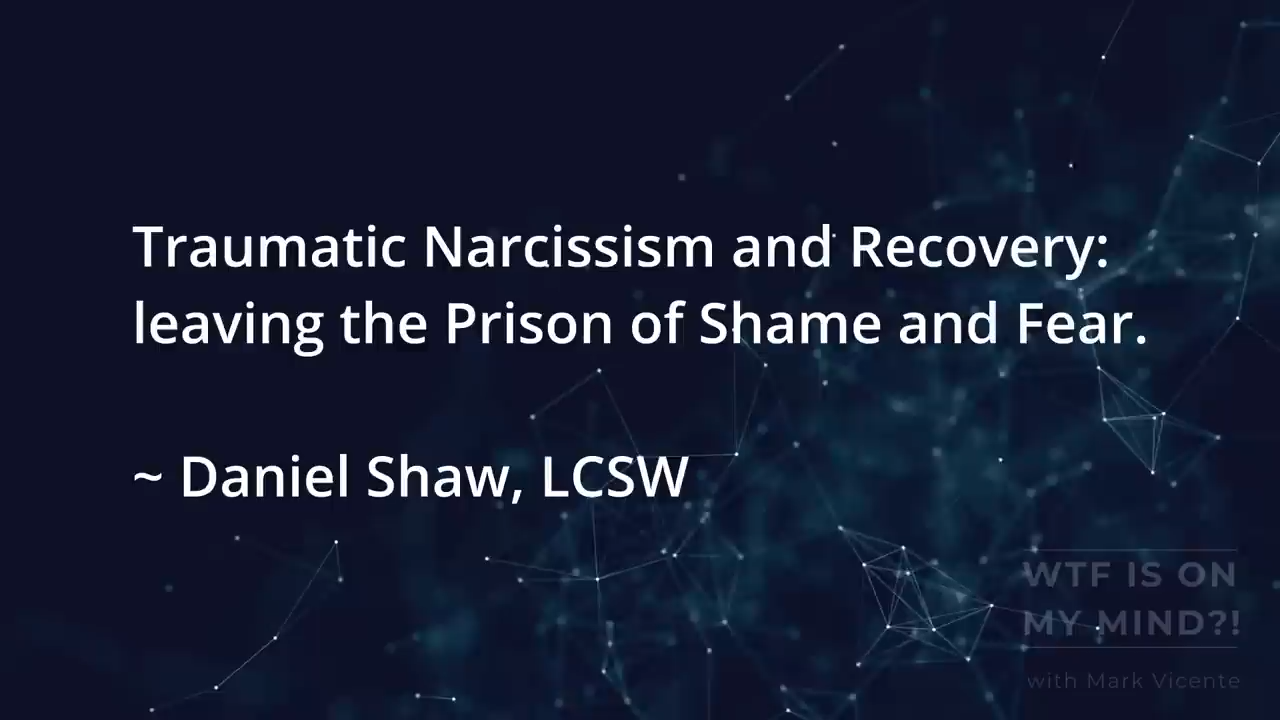 Traumatic Narcissism and Recovery:
leaving the Prison of Shame and Fear.
~ Daniel Shaw, LCSW
WTF IS ON
MY MIND?!
with Mark Vicente